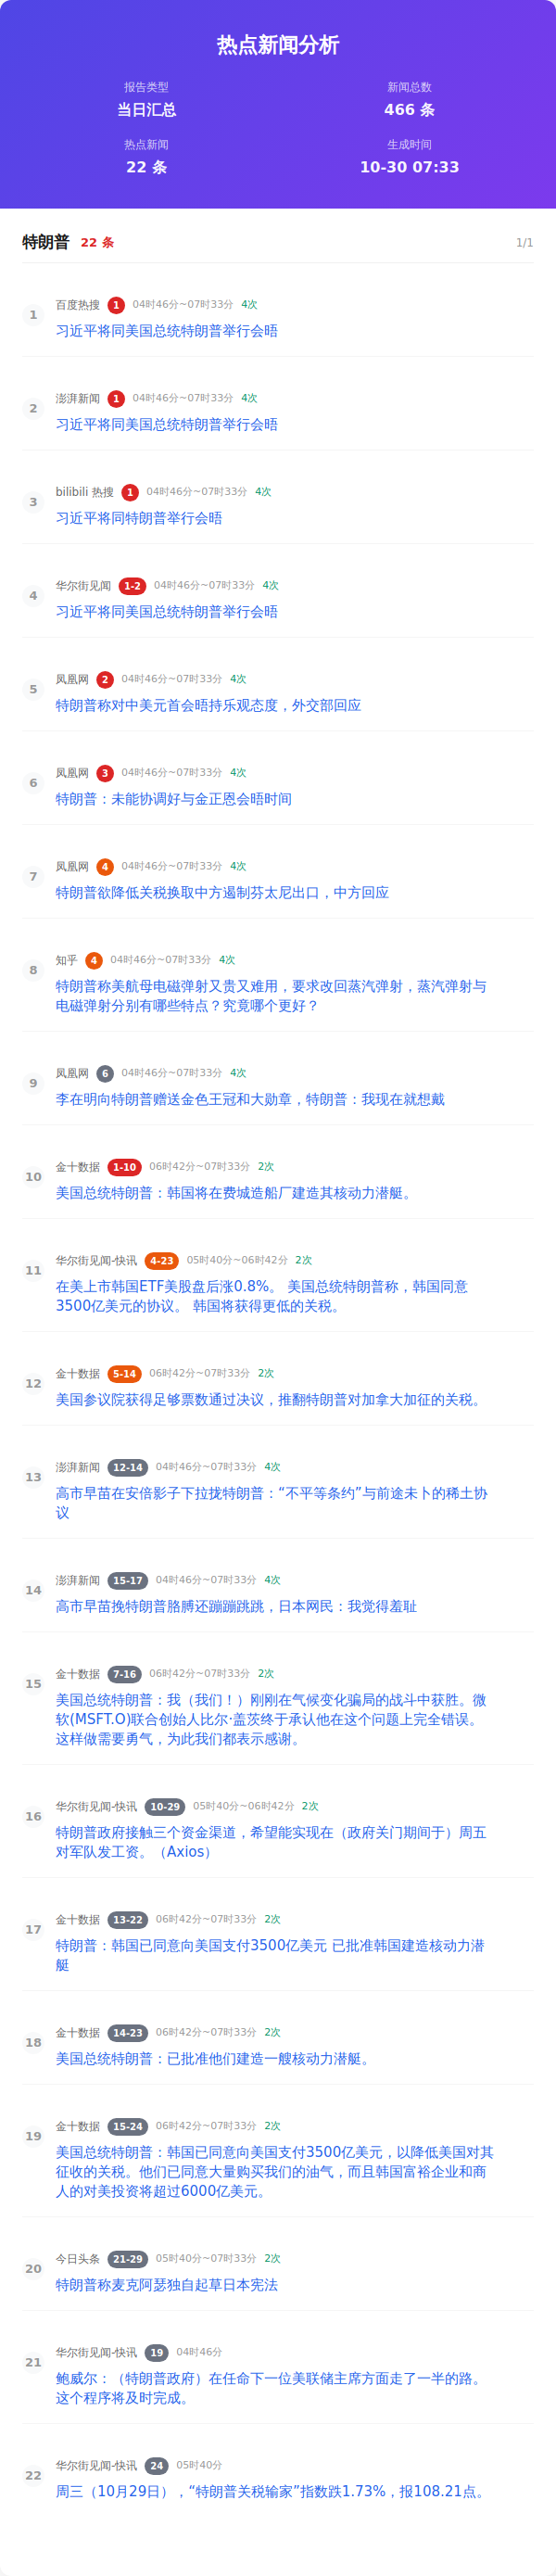 热点新闻分析
报告类型
当日汇总
新闻总数
466 条
热点新闻
22 条
生成时间
10-30 07:33
特朗普 22 条 1/1
1
百度热搜 1 04时46分~07时33分 4次
习近平将同美国总统特朗普举行会晤
2
澎湃新闻 1 04时46分~07时33分 4次
习近平将同美国总统特朗普举行会晤
3
bilibili 热搜 1 04时46分~07时33分 4次
习近平将同特朗普举行会晤
4
华尔街见闻 1-2 04时46分~07时33分 4次
习近平将同美国总统特朗普举行会晤
5
凤凰网 2 04时46分~07时33分 4次
特朗普称对中美元首会晤持乐观态度，外交部回应
6
凤凰网 3 04时46分~07时33分 4次
特朗普：未能协调好与金正恩会晤时间
7
凤凰网 4 04时46分~07时33分 4次
特朗普欲降低关税换取中方遏制芬太尼出口，中方回应
8
知乎 4 04时46分~07时33分 4次
特朗普称美航母电磁弹射又贵又难用，要求改回蒸汽弹射，蒸汽弹射与
电磁弹射分别有哪些特点？究竟哪个更好？
9
凤凰网 6 04时46分~07时33分 4次
李在明向特朗普赠送金色王冠和大勋章，特朗普：我现在就想戴
10
金十数据 1-10 06时42分~07时33分 2次
美国总统特朗普：韩国将在费城造船厂建造其核动力潜艇。
11
华尔街见闻-快讯 4-23 05时40分~06时42分 2次
在美上市韩国ETF美股盘后涨0.8%。 美国总统特朗普称，韩国同意
3500亿美元的协议。 韩国将获得更低的关税。
12
金十数据 5-14 06时42分~07时33分 2次
美国参议院获得足够票数通过决议，推翻特朗普对加拿大加征的关税。
13
澎湃新闻 12-14 04时46分~07时33分 4次
高市早苗在安倍影子下拉拢特朗普：“不平等条约”与前途未卜的稀土协
议
14
澎湃新闻 15-17 04时46分~07时33分 4次
高市早苗挽特朗普胳膊还蹦蹦跳跳，日本网民：我觉得羞耻
15
金十数据 7-16 06时42分~07时33分 2次
美国总统特朗普：我（我们！）刚刚在气候变化骗局的战斗中获胜。微
软(MSFT.O)联合创始人比尔·盖茨终于承认他在这个问题上完全错误。
这样做需要勇气，为此我们都表示感谢。
16
华尔街见闻-快讯 10-29 05时40分~06时42分 2次
特朗普政府接触三个资金渠道，希望能实现在（政府关门期间于）周五
对军队发工资。（Axios）
17
金十数据 13-22 06时42分~07时33分 2次
特朗普：韩国已同意向美国支付3500亿美元 已批准韩国建造核动力潜
艇
18
金十数据 14-23 06时42分~07时33分 2次
美国总统特朗普：已批准他们建造一艘核动力潜艇。
19
金十数据 15-24 06时42分~07时33分 2次
美国总统特朗普：韩国已同意向美国支付3500亿美元，以降低美国对其
征收的关税。他们已同意大量购买我们的油气，而且韩国富裕企业和商
人的对美投资将超过6000亿美元。
20
今日头条 21-29 05时40分~07时33分 2次
特朗普称麦克阿瑟独自起草日本宪法
21
华尔街见闻-快讯 19 04时46分
鲍威尔：（特朗普政府）在任命下一位美联储主席方面走了一半的路。
这个程序将及时完成。
22
华尔街见闻-快讯 24 05时40分
周三（10月29日），“特朗普关税输家”指数跌1.73%，报108.21点。